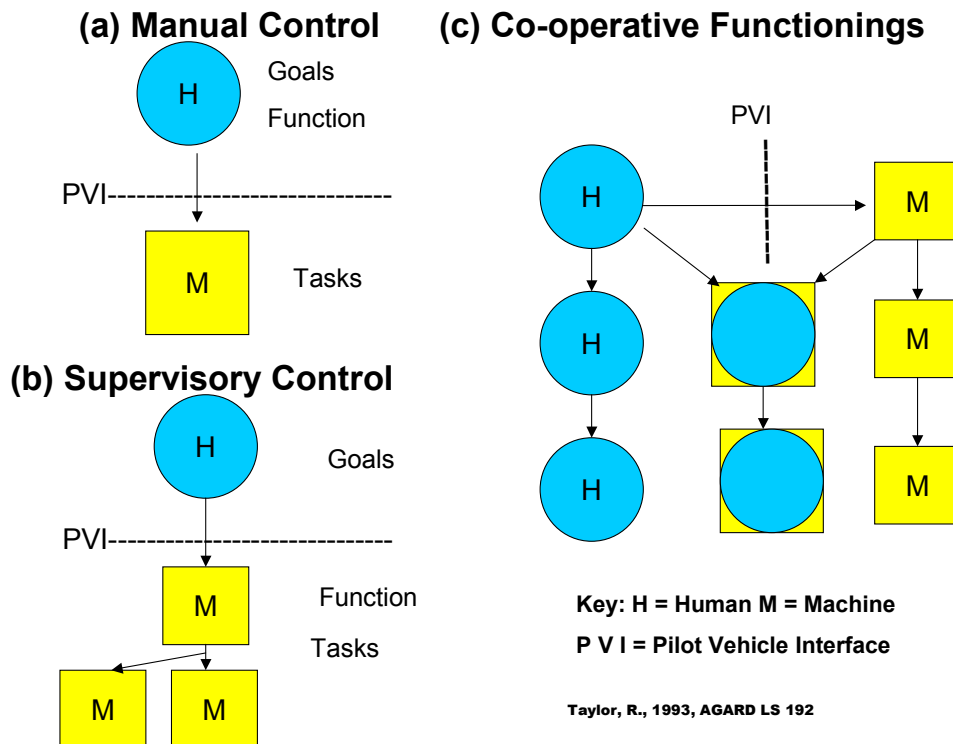 (a) Manual Control
H
Goals
Function
PVI
M
Tasks
(b) Supervisory Control
H
Goals
PVI
M
Function
Tasks
M
M
(c) Co-operative Functionings
PVI
H
M
H
M
H
M
Key: H = Human M = Machine
P V I = Pilot Vehicle Interface
Taylor, R., 1993, AGARD LS 192